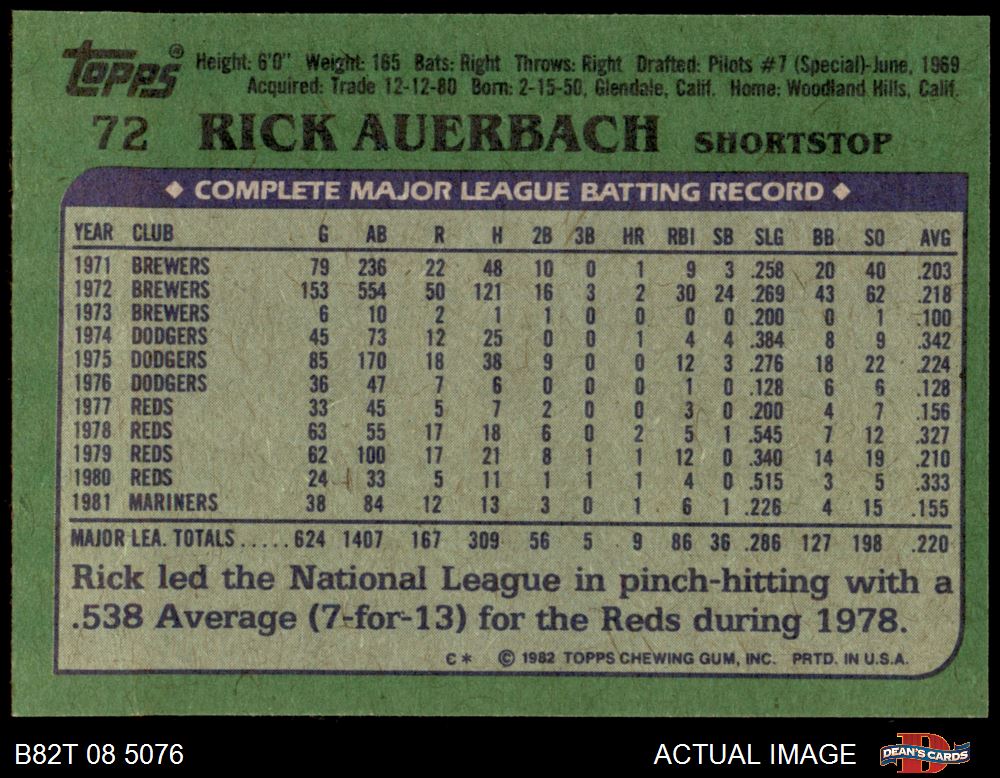 Topps® Height: 6'0" Weight: 165 Bats: Right Throws: Right Drafted: Pilots #7 (Special)-June, 1969
Acquired: Trade 12-12-80 Born: 2-15-50, Glendale, Calif. Home: Woodland Hills, Calif.
72 RICK AUERBACH SHORTSTOP
◆ COMPLETE MAJOR LEAGUE BATTING RECORD ◆
YEAR CLUB G AB R H 2B 3B HR RBI SB SLG BB SO AVG
1971 BREWERS 79 236 22 48 10 0 1 9 3 .258 20 40 .203
1972 BREWERS 153 554 50 121 16 3 2 30 24 .269 43 62 .218
1973 BREWERS 6 10 2 1 1 0 0 0 0 .200 0 1 .100
1974 DODGERS 45 73 12 25 0 0 1 4 4 .384 8 9 .342
1975 DODGERS 85 170 18 38 9 0 0 12 3 .276 18 22 .224
1976 DODGERS 36 47 7 6 0 0 0 1 0 .128 6 6 .128
1977 REDS 33 45 5 7 2 0 0 3 0 .200 4 7 .156
1978 REDS 63 55 17 18 6 0 2 5 1 .545 7 12 .327
1979 REDS 62 100 17 21 8 1 1 12 0 .340 14 19 .210
1980 REDS 24 33 5 11 1 1 1 4 0 .515 3 5 .333
1981 MARINERS 38 84 12 13 3 0 1 6 1 .226 4 15 .155
MAJOR LEA. TOTALS.....624 1407 167 309 56 5 9 86 36 .286 127 198 .220
Rick led the National League in pinch-hitting with a
.538 Average (7-for-13) for the Reds during 1978.
C* © 1982 TOPPS CHEWING GUM, INC. PRTD. IN U.S.A.
B82T 08 5076 ACTUAL IMAGE DEAN'S CARDS